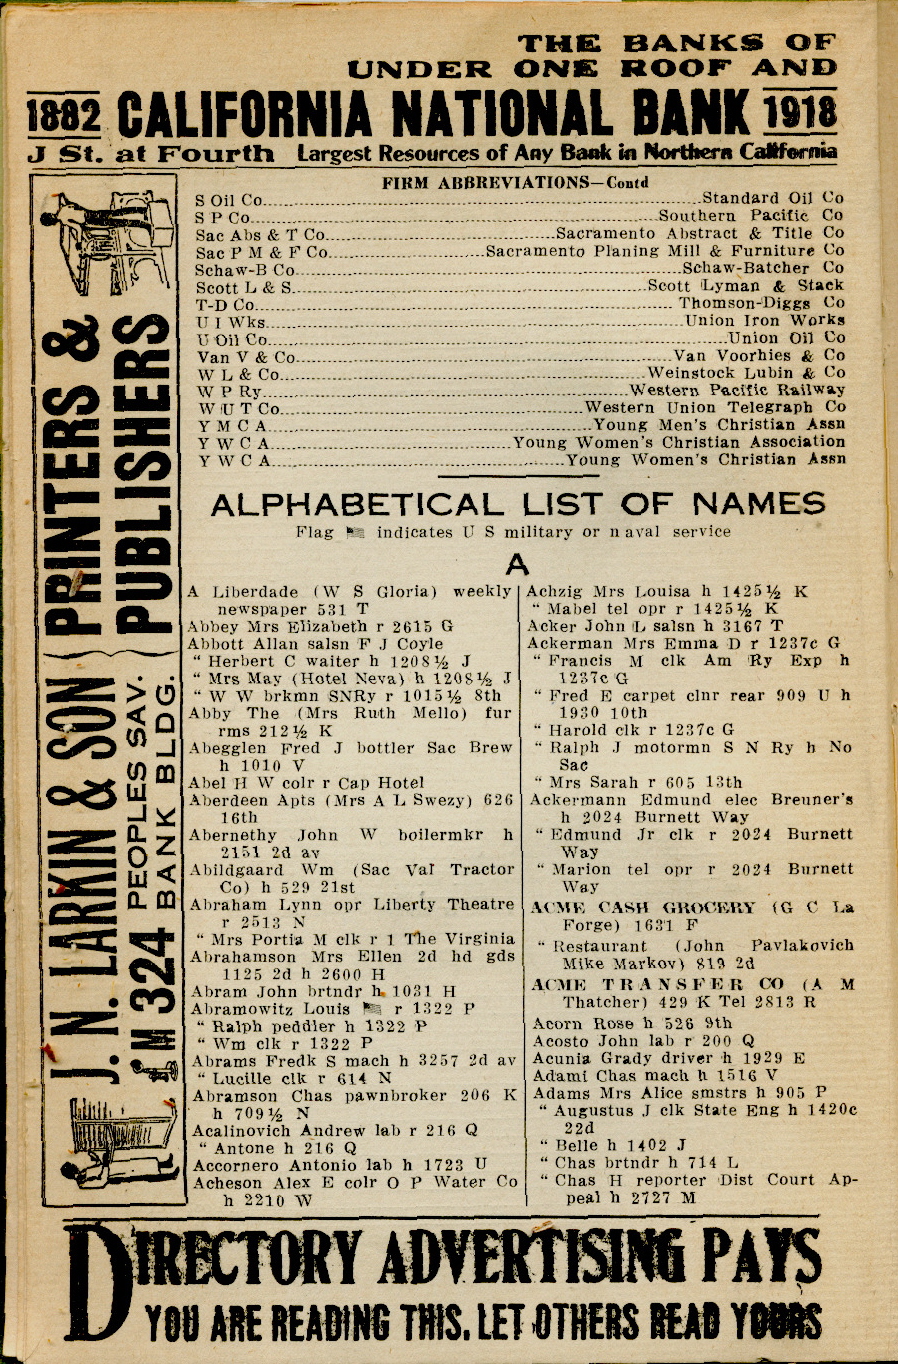 THE BANKS OF
UNDER ONE ROOF AND
1882 CALIFORNIA NATIONAL BANK 1918
J St. at Fourth Largest Resources of Any Bank in Northern California
PRINTERS &
PUBLISHERS
J. N. LARKIN & SON
PEOPLES SAV.
BANK BLDG.
M 324
FIRM ABBREVIATIONS—Contd
S Oil Co. Standard Oil Co
S P Co. Southern Pacific Co
Sac Abs & T Co. Sacramento Abstract & Title Co
Sac P M & F Co. Sacramento Planing Mill & Furniture Co
Schaw-B Co. Schaw-Batcher Co
Scott L & S. Scott Lyman & Stack
T-D Co. Thomson-Diggs Co
U I Wks. Union Iron Works
U Oil Co. Union Oil Co
Van V & Co. Van Voorhies & Co
W L & Co. Weinstock Lubin & Co
W P Ry. Western Pacific Railway
W U T Co. Western Union Telegraph Co
Y M C A. Young Men's Christian Assn
Y W C A. Young Women's Christian Association
Y W C A. Young Women's Christian Assn
ALPHABETICAL LIST OF NAMES
Flag indicates U S military or naval service
A
A Liberdade (W S Gloria) weekly
newspaper 531 T
Abbey Mrs Elizabeth r 2615 G
Abbott Allan salsn F J Coyle
" Herbert C waiter h 1208½ J
" Mrs May (Hotel Neva) h 1208½ J
" W W brkmn SNRy r 1015½ 8th
Abby The (Mrs Ruth Mello) fur
rms 212½ K
Abegglen Fred J bottler Sac Brew
h 1010 V
Abel H W colr r Cap Hotel
Aberdeen Apts (Mrs A L Swezy) 626
16th
Abernethy John W boilermkr h
2151 2d av
Abildgaard Wm (Sac Val Tractor
Co) h 529 21st
Abraham Lynn opr Liberty Theatre
r 2513 N
" Mrs Portia M clk r 1 The Virginia
Abrahamson Mrs Ellen 2d hd gds
1125 2d h 2600 H
Abram John brtndr h 1031 H
Abramowitz Louis r 1322 P
" Ralph peddler h 1322 P
" Wm clk r 1322 P
Abrams Fredk S mach h 3257 2d av
" Lucille clk r 614 N
Abramson Chas pawnbroker 206 K
h 709½ N
Acalinovich Andrew lab r 216 Q
" Antone h 216 Q
Accornero Antonio lab h 1723 U
Acheson Alex E colr O P Water Co
h 2210 W
Achzig Mrs Louisa h 1425½ K
" Mabel tel opr r 1425½ K
Acker John L salsn h 3167 T
Ackerman Mrs Emma D r 1237c G
" Francis M clk Am Ry Exp h
1237c G
" Fred E carpet clnr rear 909 U h
1930 10th
" Harold clk r 1237c G
" Ralph J motormn S N Ry h No
Sac
" Mrs Sarah r 605 13th
Ackermann Edmund elec Breuner's
h 2024 Burnett Way
" Edmund Jr clk r 2024 Burnett
Way
" Marion tel opr r 2024 Burnett
Way
ACME CASH GROCERY (G C La
Forge) 1631 F
" Restaurant (John Pavlakovich
Mike Markov) 819 2d
ACME TRANSFER CO (A M
Thatcher) 429 K Tel 2813 R
Acorn Rose h 526 9th
Acosto John lab r 200 Q
Acunia Grady driver h 1929 E
Adami Chas mach h 1516 V
Adams Mrs Alice smstrs h 905 P
" Augustus J clk State Eng h 1420c
22d
" Belle h 1402 J
" Chas brtndr h 714 L
" Chas H reporter Dist Court Ap-
peal h 2727 M
DIRECTORY ADVERTISING PAYS
YOU ARE READING THIS. LET OTHERS READ YOURS